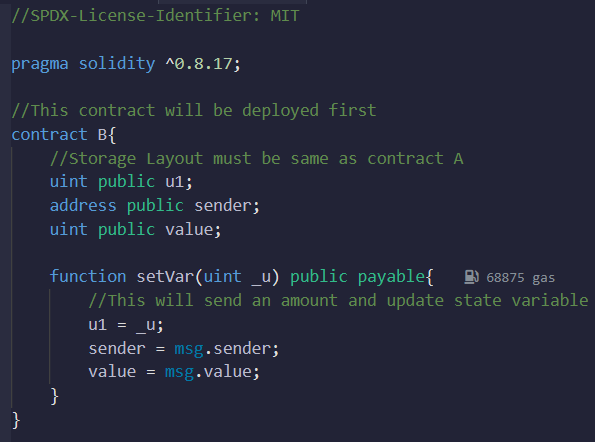 //SPDX-License-Identifier: MIT
pragma solidity ^0.8.17;
//This contract will be deployed first
contract B{
//Storage Layout must be same as contract A
uint public u1;
address public sender;
uint public value;
function setVar(uint _u) public payable{ 68875 gas
//This will send an amount and update state variable
u1 = _u;
sender = msg.sender;
value = msg.value;
}
}